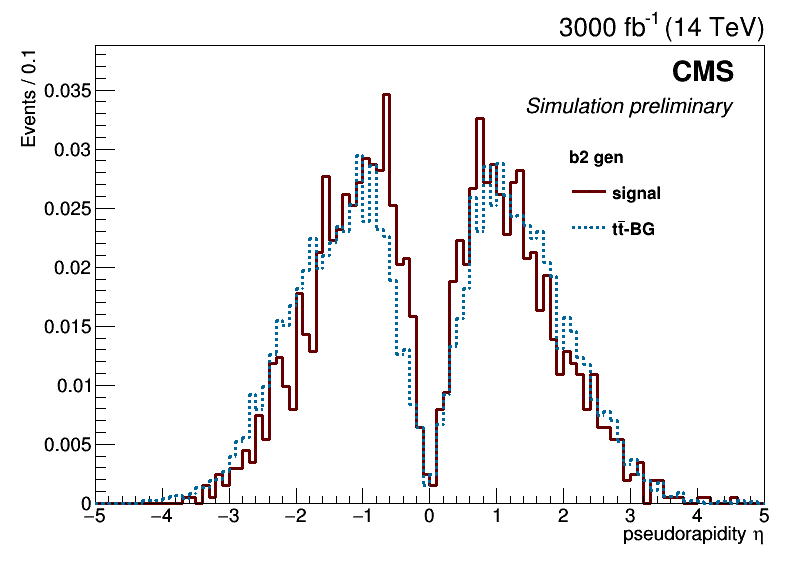 3000 fb-1 (14 TeV)
Events / 0.1
CMS
Simulation preliminary
b2 gen
signal
tt̄-BG
0.035
0.03
0.025
0.02
0.015
0.01
0.005
0
−5 −4 −3 −2 −1 0 1 2 3 4 5
pseudorapidity η